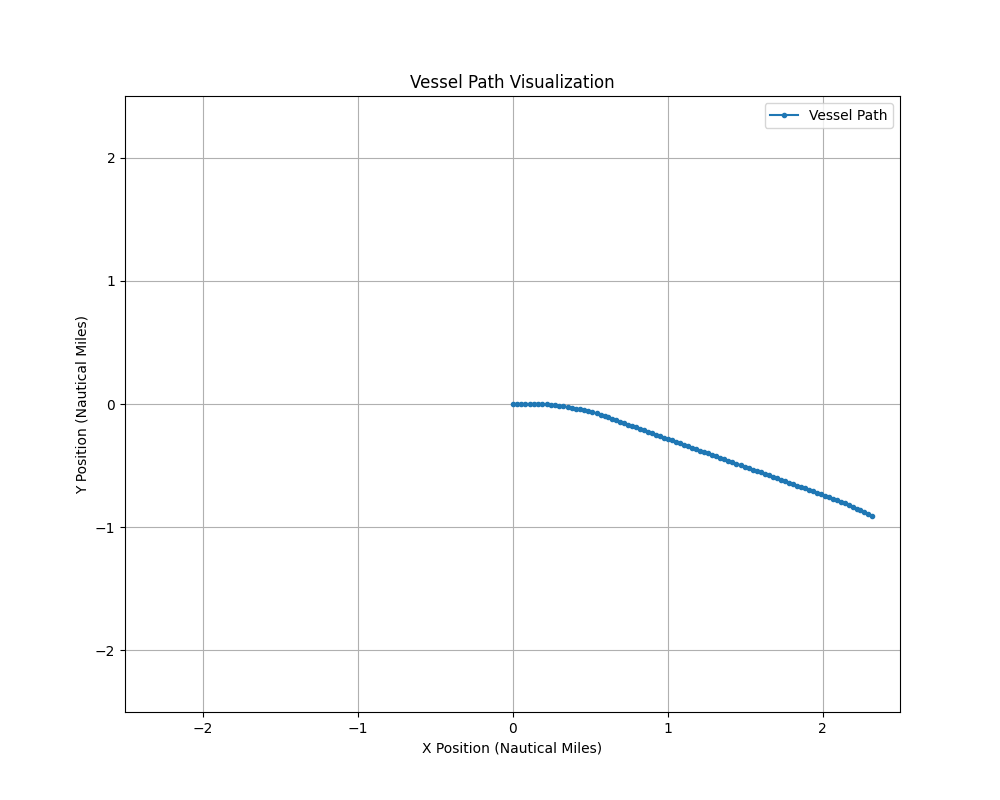 Vessel Path Visualization
Vessel Path
2
1
0
−1
−2
Y Position (Nautical Miles)
−2
−1
0
1
2
X Position (Nautical Miles)